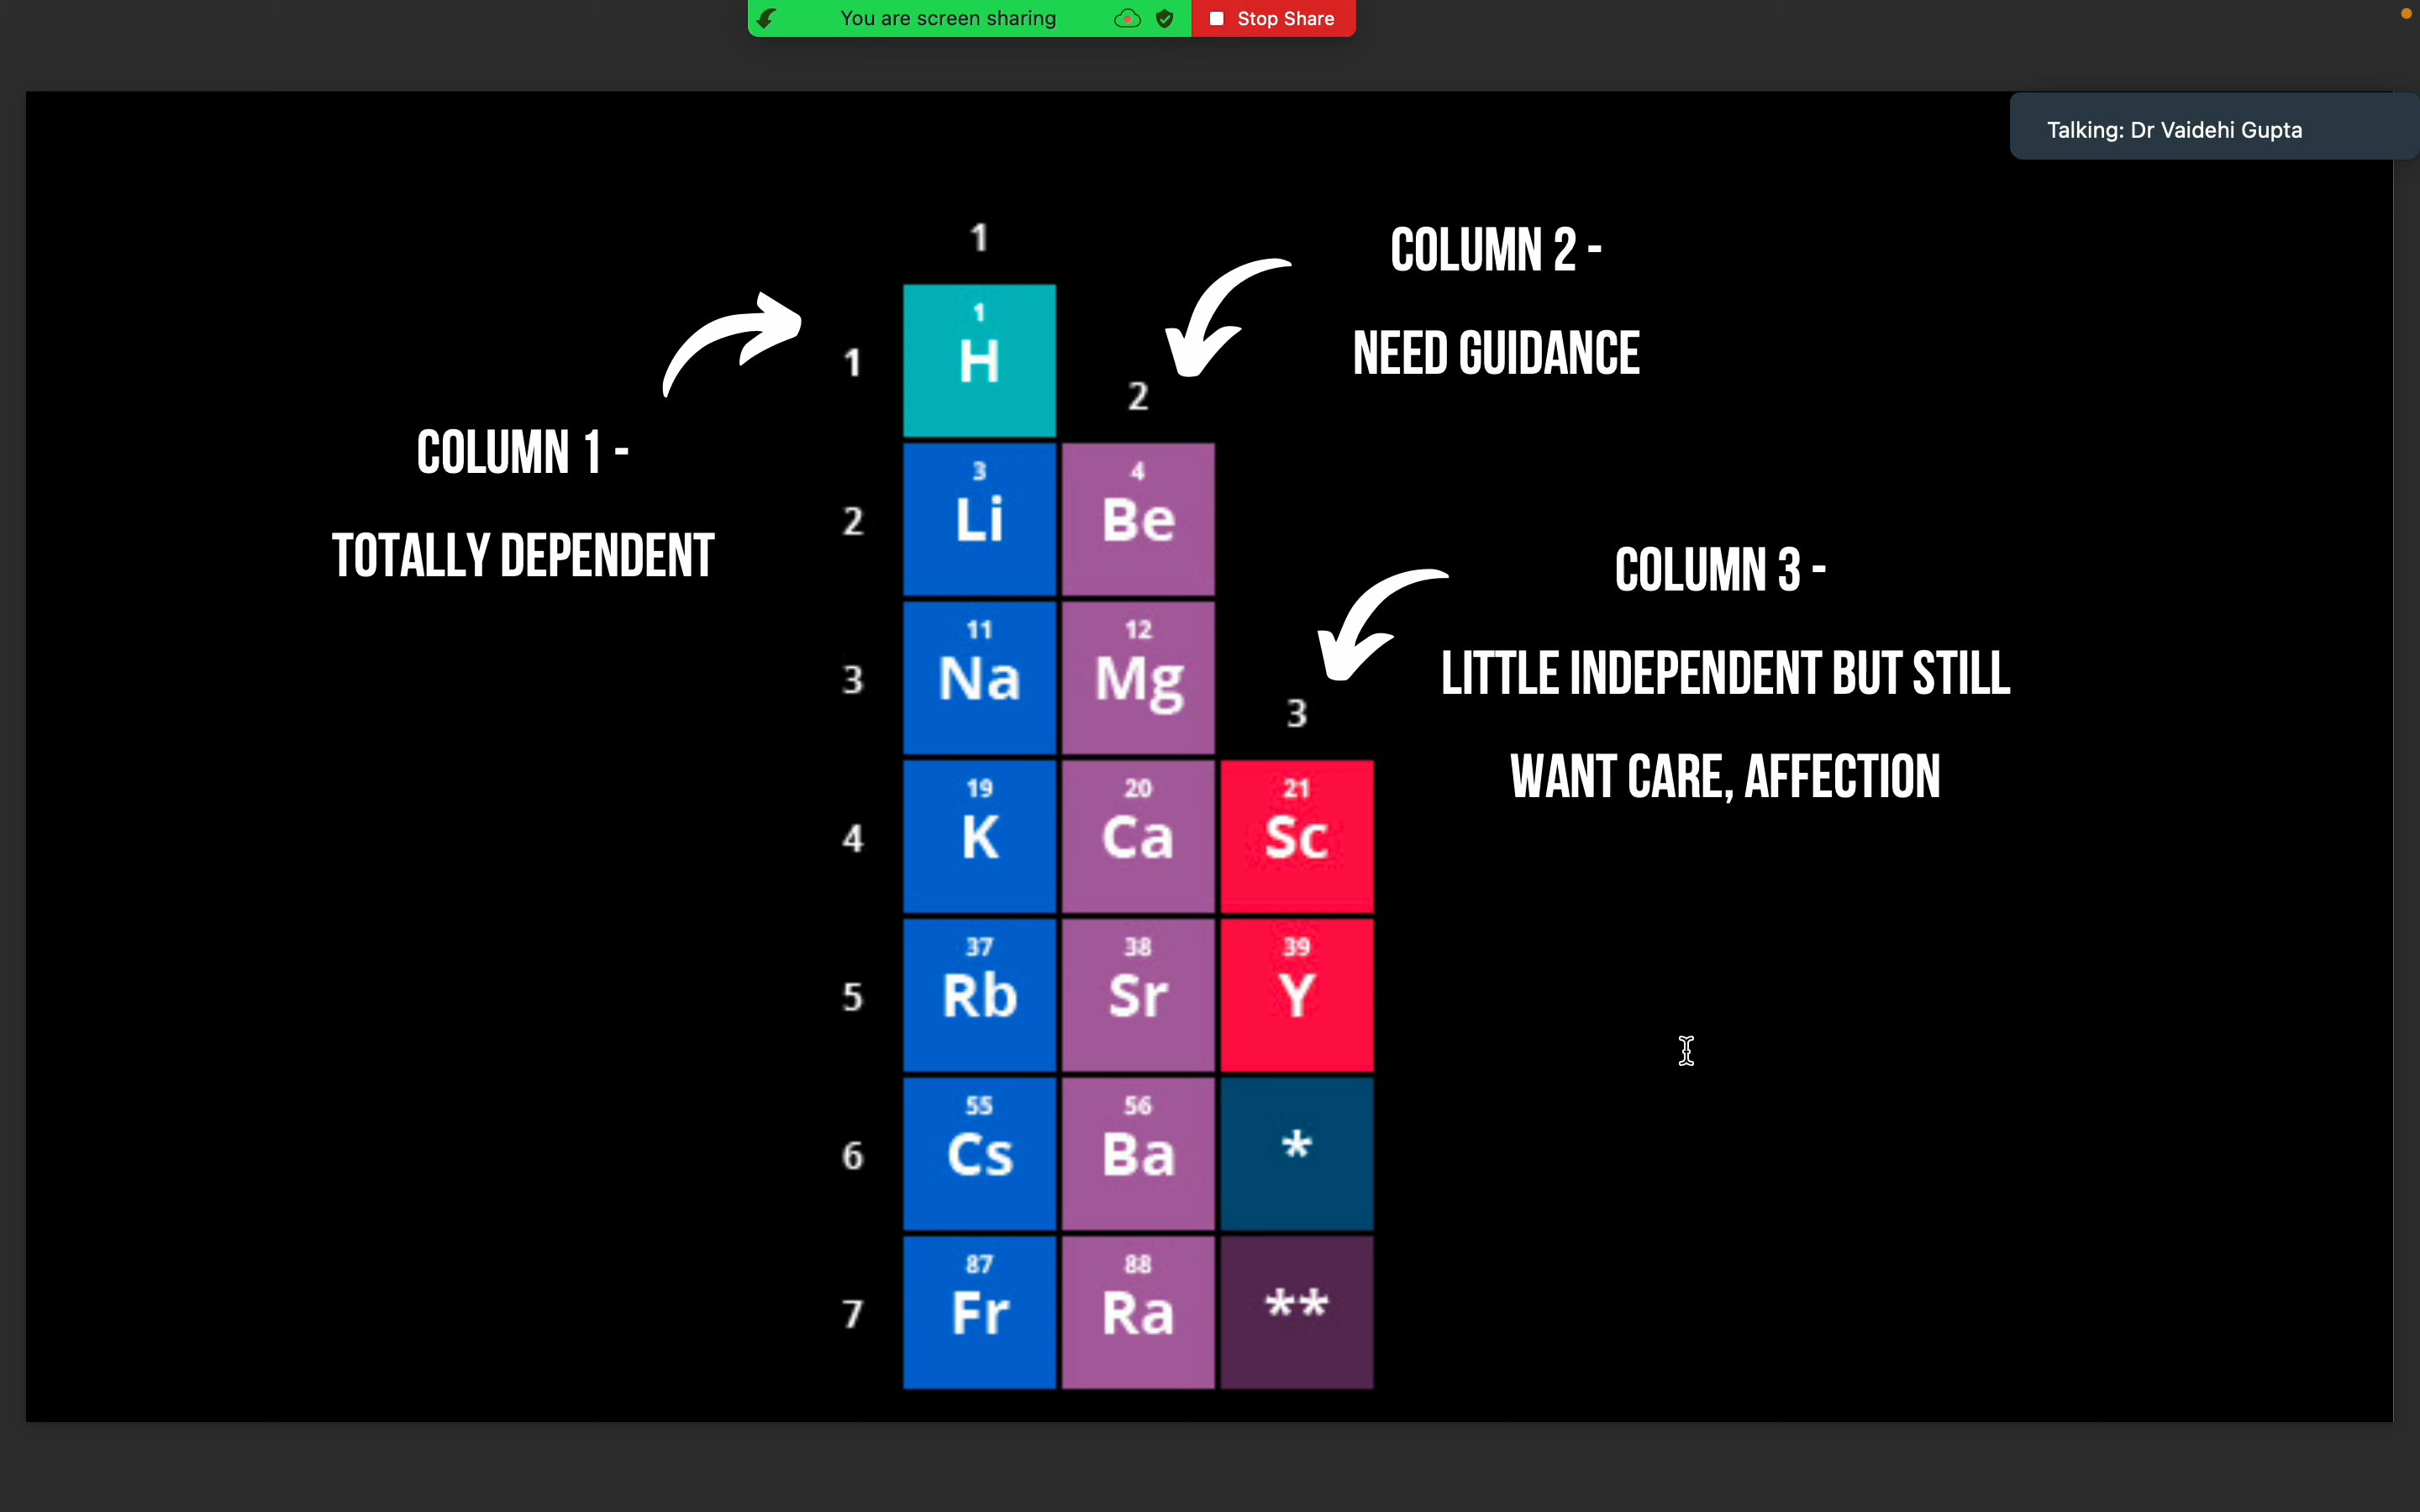 You are screen sharing
Stop Share
Talking: Dr Vaidehi Gupta
COLUMN 1 -
TOTALLY DEPENDENT
COLUMN 2 -
NEED GUIDANCE
COLUMN 3 -
LITTLE INDEPENDENT BUT STILL
WANT CARE, AFFECTION
1
1
1
H
2
2
3
Li
4
Be
3
11
Na
12
Mg
3
4
19
K
20
Ca
21
Sc
5
37
Rb
38
Sr
39
Y
6
55
Cs
56
Ba
*
7
87
Fr
88
Ra
**